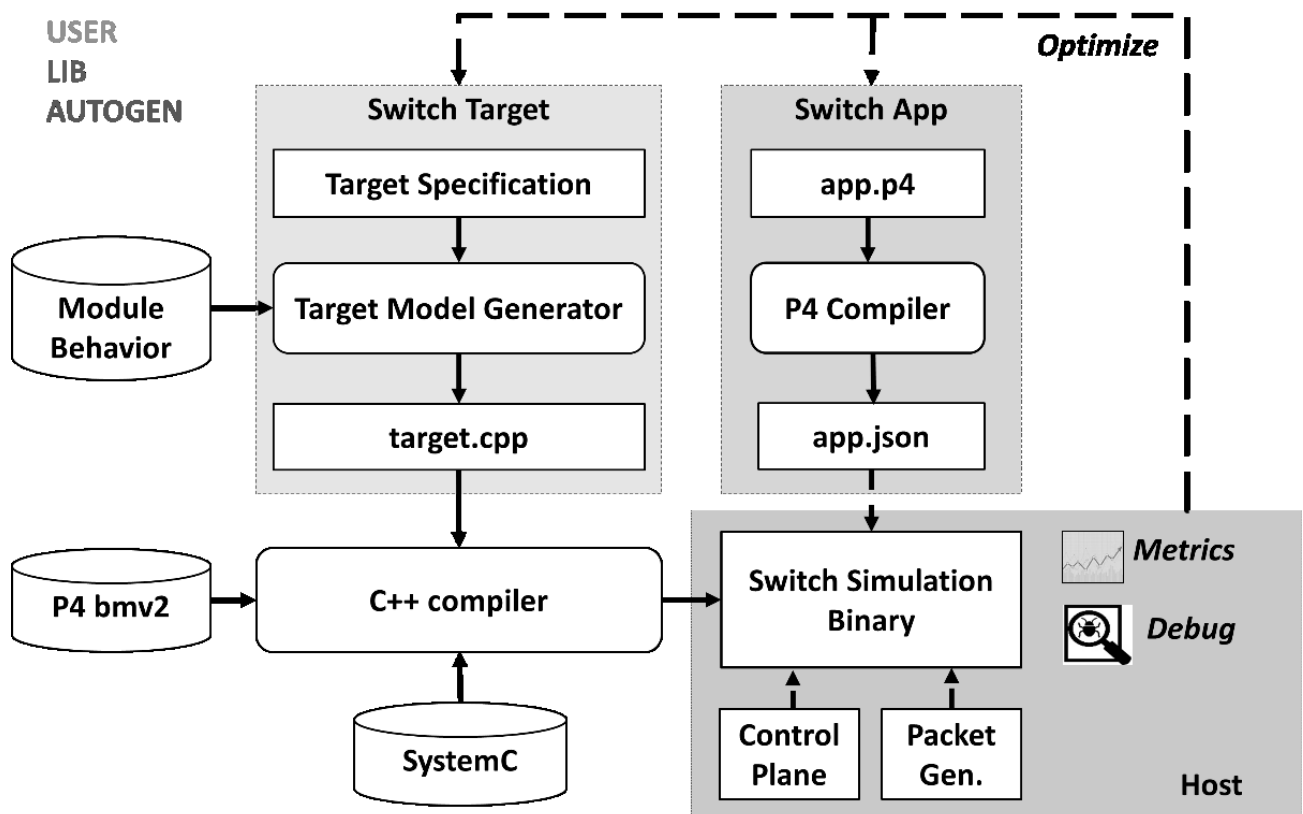 USER
LIB
AUTOGEN
Optimize
Switch Target
Switch App
Target Specification
app.p4
Module
Behavior
Target Model Generator
P4 Compiler
target.cpp
app.json
P4 bmv2
C++ compiler
Switch Simulation
Binary
Metrics
Debug
SystemC
Control
Plane
Packet
Gen.
Host